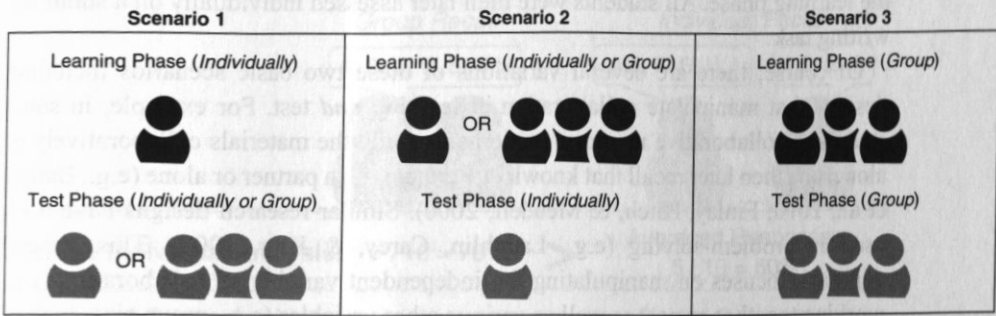 Scenario 1
Scenario 2
Scenario 3
Learning Phase (Individually)
Learning Phase (Individually or Group)
Learning Phase (Group)
OR
Test Phase (Individually or Group)
Test Phase (Individually)
Test Phase (Group)
OR